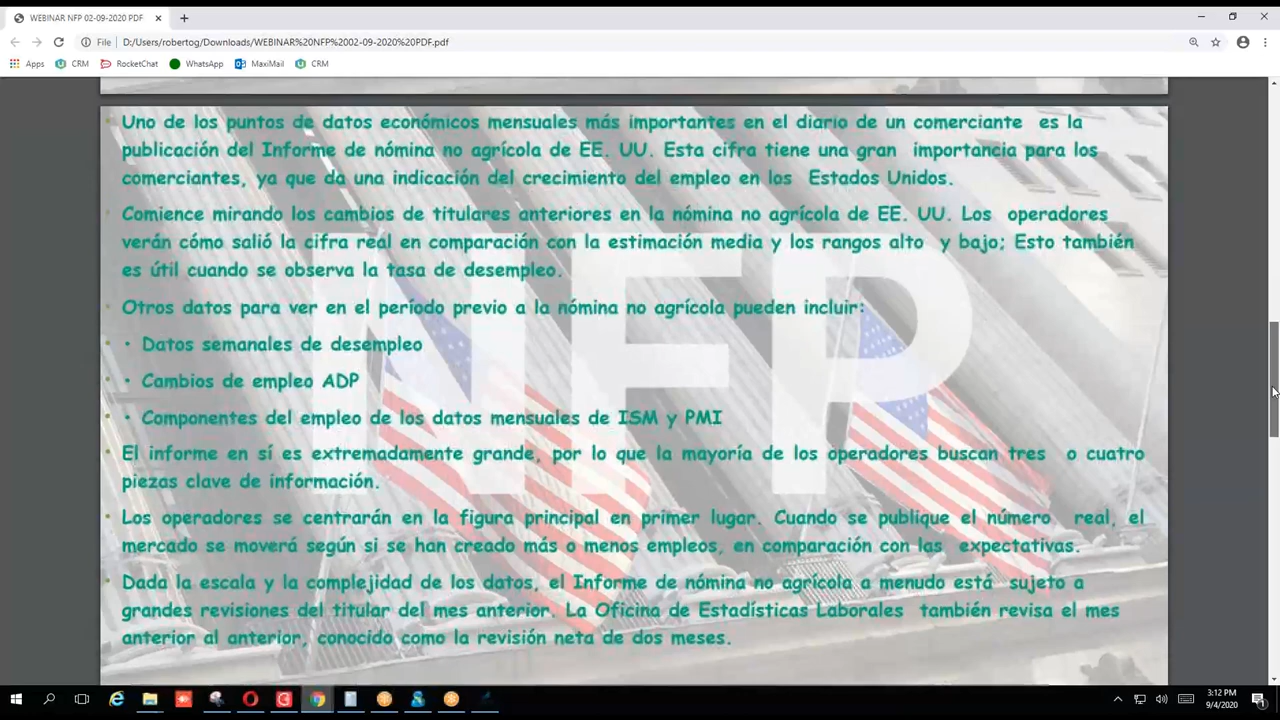 WEBINAR NFP 02-09-2020 PDF
File D:/Users/robertog/Downloads/WEBINAR%20NFP%2002-09-2020%20PDF.pdf
Apps CRM RocketChat WhatsApp MaxiMail CRM
Uno de los puntos de datos económicos mensuales más importantes en el diario de un comerciante es la
publicación del Informe de nómina no agrícola de EE. UU. Esta cifra tiene una gran importancia para los
comerciantes, ya que da una indicación del crecimiento del empleo en los Estados Unidos.
Comience mirando los cambios de titulares anteriores en la nómina no agrícola de EE. UU. Los operadores
verán cómo salió la cifra real en comparación con la estimación media y los rangos alto y bajo; Esto también
es útil cuando se observa la tasa de desempleo.
Otros datos para ver en el período previo a la nómina no agrícola pueden incluir:
• Datos semanales de desempleo
• Cambios de empleo ADP
• Componentes del empleo de los datos mensuales de ISM y PMI
El informe en sí es extremadamente grande, por lo que la mayoría de los operadores buscan tres o cuatro
piezas clave de información.
Los operadores se centrarán en la figura principal en primer lugar. Cuando se publique el número real, el
mercado se moverá según si se han creado más o menos empleos, en comparación con las expectativas.
Dada la escala y la complejidad de los datos, el Informe de nómina no agrícola a menudo está sujeto a
grandes revisiones del titular del mes anterior. La Oficina de Estadísticas Laborales también revisa el mes
anterior al anterior, conocido como la revisión neta de dos meses.
NFP
3:12 PM
9/4/2020